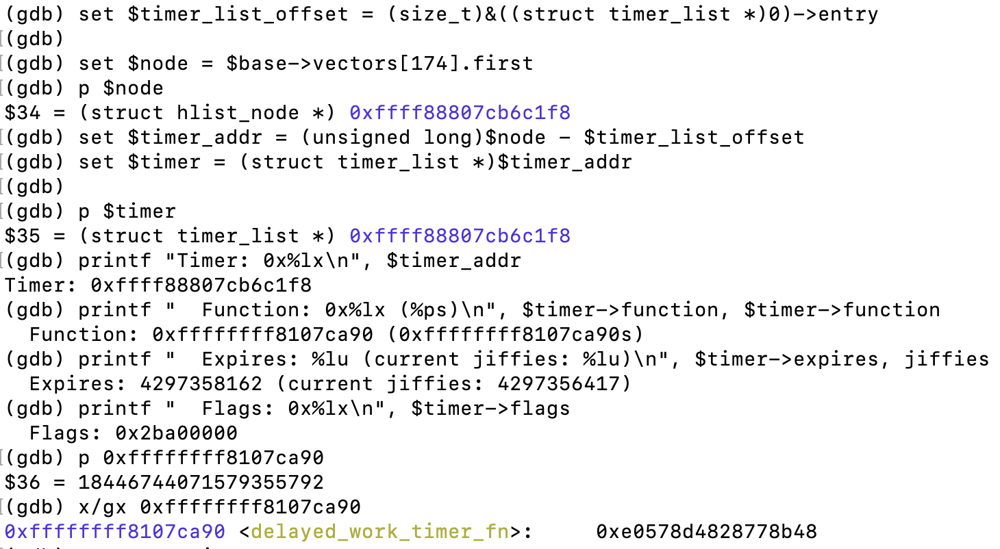 (gdb) set $timer_list_offset = (size_t)&((struct timer_list *)0)->entry
(gdb)
(gdb) set $node = $base->vectors[174].first
(gdb) p $node
$34 = (struct hlist_node *) 0xffff88807cb6c1f8
(gdb) set $timer_addr = (unsigned long)$node - $timer_list_offset
(gdb) set $timer = (struct timer_list *)$timer_addr
(gdb)
(gdb) p $timer
$35 = (struct timer_list *) 0xffff88807cb6c1f8
(gdb) printf "Timer: 0x%lx\n", $timer_addr
Timer: 0xffff88807cb6c1f8
(gdb) printf "  Function: 0x%lx (%ps)\n", $timer->function, $timer->function
  Function: 0xffffffff8107ca90 (0xffffffff8107ca90s)
(gdb) printf "  Expires: %lu (current jiffies: %lu)\n", $timer->expires, jiffies
  Expires: 4297358162 (current jiffies: 4297356417)
(gdb) printf "  Flags: 0x%lx\n", $timer->flags
  Flags: 0x2ba00000
(gdb) p 0xffffffff8107ca90
$36 = 18446744071579355792
(gdb) x/gx 0xffffffff8107ca90
0xffffffff8107ca90 <delayed_work_timer_fn>:     0xe0578d4828778b48